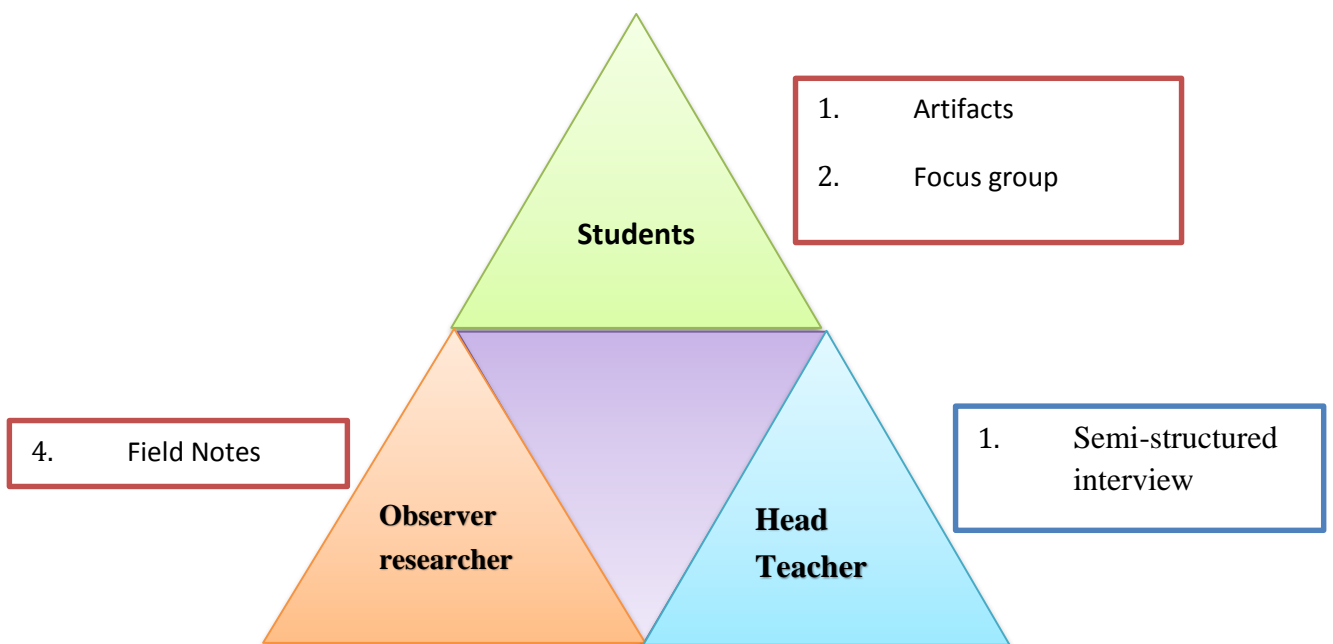 1. Artifacts
2. Focus group
Students
4. Field Notes
1. Semi-structured
interview
Observer
researcher
Head
Teacher